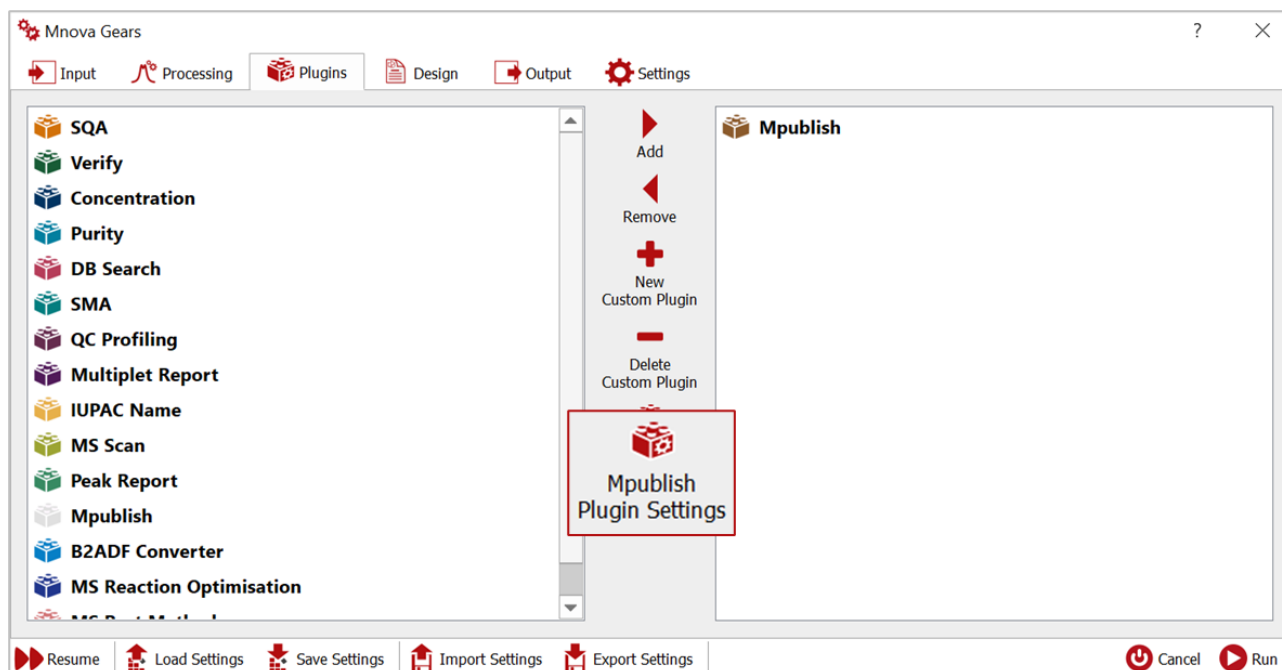 Mnova Gears
?
Input
Processing
Plugins
Design
Output
Settings
SQA
Verify
Concentration
Purity
DB Search
SMA
QC Profiling
Multiplet Report
IUPAC Name
MS Scan
Peak Report
Mpublish
B2ADF Converter
MS Reaction Optimisation
Add
Remove
New
Custom Plugin
Delete
Custom Plugin
Mpublish
Plugin Settings
Mpublish
Resume
Load Settings
Save Settings
Import Settings
Export Settings
Cancel
Run